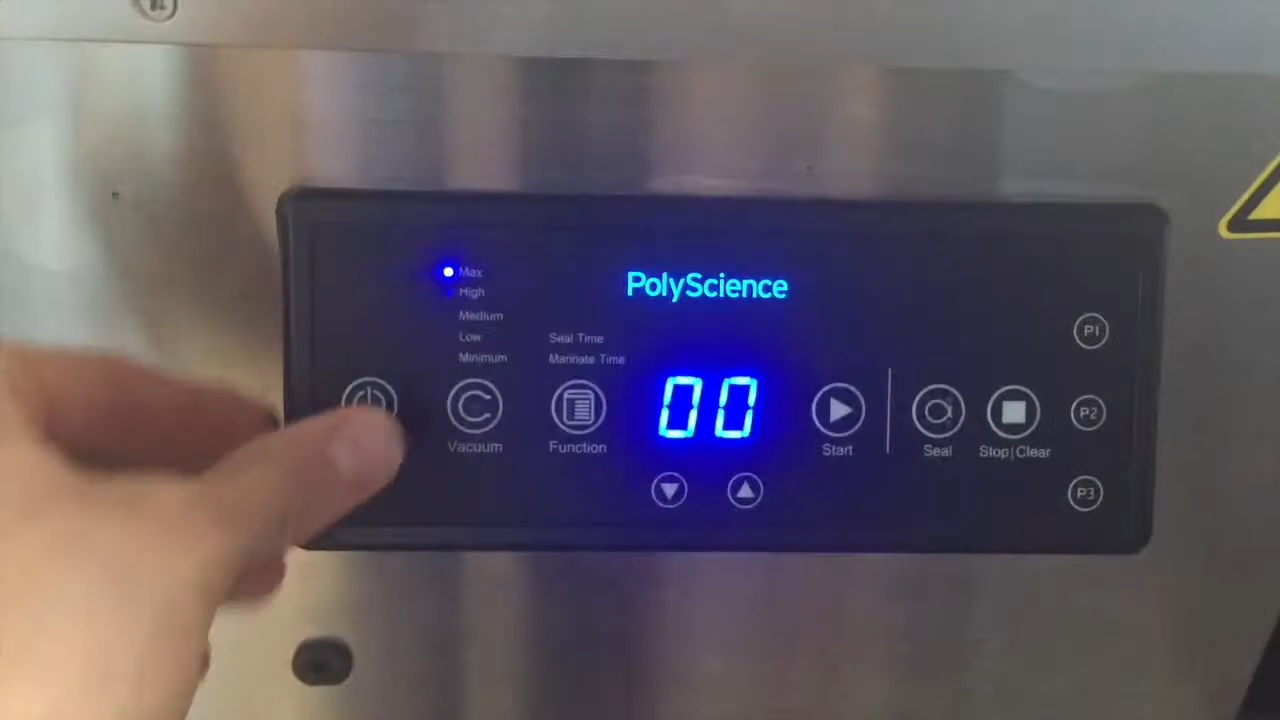 PolyScience
Max
High
Medium
Low
Minimum
Seal Time
Marinate Time
00
Vacuum
Function
Start
Seal
Stop|Clear
P1
P2
P3